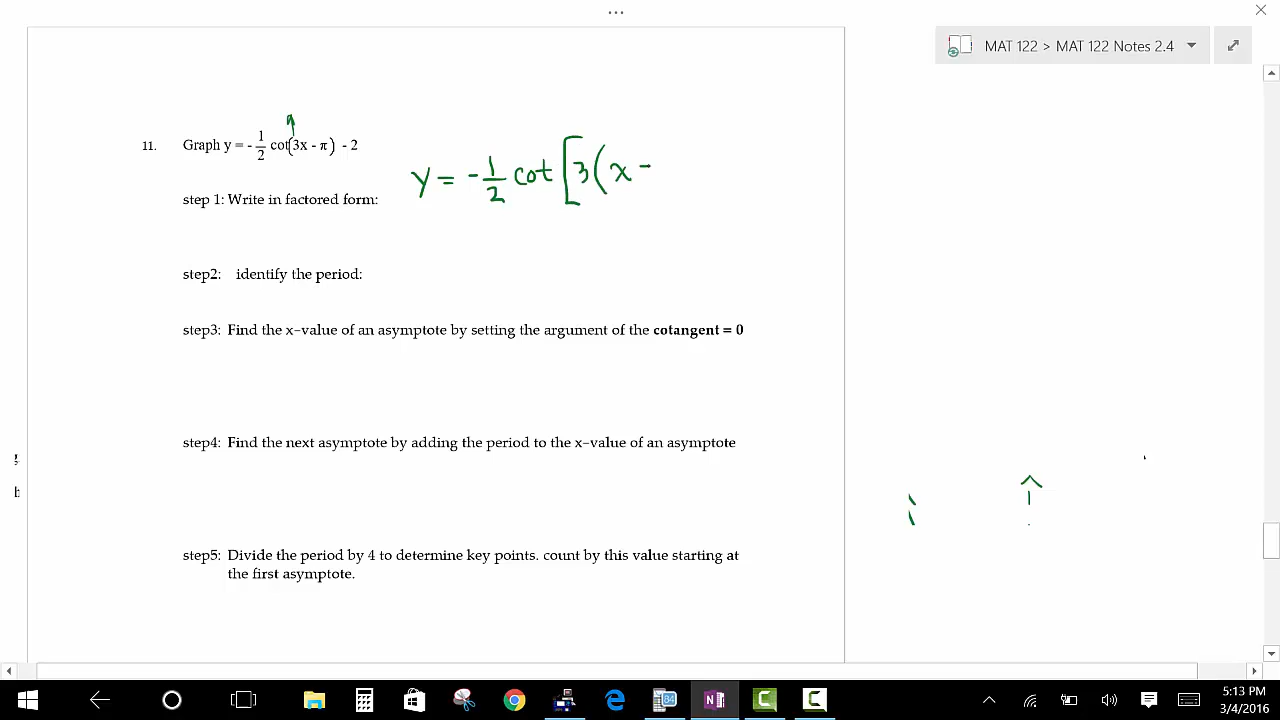 ...
MAT 122 > MAT 122 Notes 2.4
11. Graph y = - 1/2 cot(3x - π) - 2
y = - 1/2 cot [3(x -
step 1: Write in factored form:
step2: identify the period:
step3: Find the x-value of an asymptote by setting the argument of the cotangent = 0
step4: Find the next asymptote by adding the period to the x-value of an asymptote
step5: Divide the period by 4 to determine key points. count by this value starting at
the first asymptote.
5:13 PM
3/4/2016